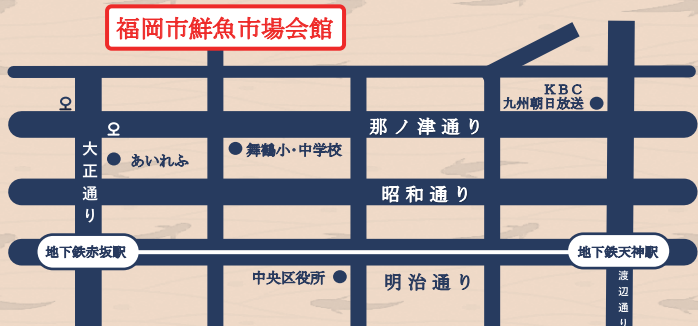 福岡市鮮魚市場会館
KBC
九州朝日放送
那ノ津通り
大正通り
あいれふ
舞鶴小・中学校
昭和通り
地下鉄赤坂駅
地下鉄天神駅
中央区役所
明治通り
渡辺通り